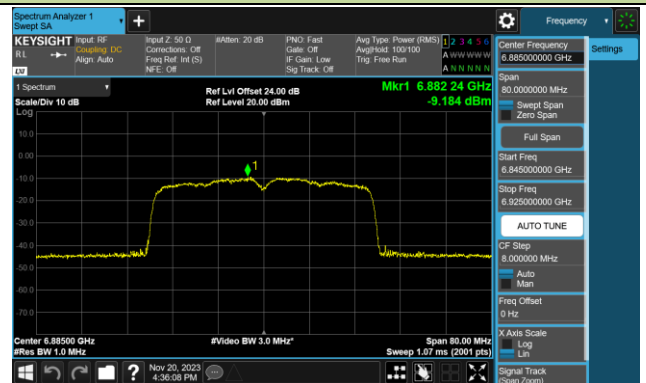 Spectrum Analyzer 1
Swept SA
+
Frequency
KEYSIGHT
RL
LXI
Input: RF
Coupling: DC
Align: Auto
Input Z: 50 Ω
Corrections: Off
Freq Ref: Int (S)
NFE: Off
#Atten: 20 dB
PNO: Fast
Gate: Off
IF Gain: Low
Sig Track: Off
Avg Type: Power (RMS)
Avg|Hold: 100/100
Trig: Free Run
1 2 3 4 5 6
A W W W W W
A N N N N N
1 Spectrum
Scale/Div 10 dB
Log
Ref Lvl Offset 24.00 dB
Ref Level 20.00 dBm
Mkr1 6.882 24 GHz
-9.184 dBm
1
10.0
0.00
-10.0
-20.0
-30.0
-40.0
-50.0
-60.0
-70.0
Center 6.88500 GHz
#Res BW 1.0 MHz
#Video BW 3.0 MHz*
Span 80.00 MHz
Sweep 1.07 ms (2001 pts)
?
Nov 20, 2023
4:36:08 PM
Center Frequency
6.885000000 GHz
Span
80.0000000 MHz
Swept Span
Zero Span
Full Span
Start Freq
6.845000000 GHz
Stop Freq
6.925000000 GHz
AUTO TUNE
CF Step
8.000000 MHz
Auto
Man
Freq Offset
0 Hz
X Axis Scale
Log
Lin
Signal Track
(Span Zoom)
Settings